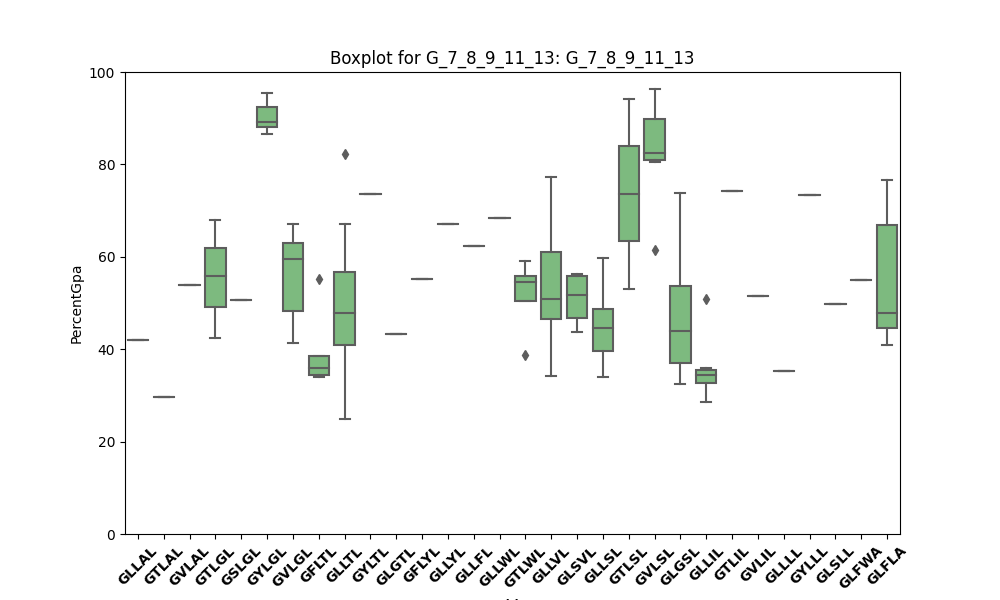 Boxplot for G_7_8_9_11_13: G_7_8_9_11_13
100
80
60
40
20
0
PercentGpa
GLLAL
GTLAL
GVLAL
GTLGL
GSLGL
GYLGL
GVLGL
GFLTL
GLLTL
GYLTL
GLGTL
GFLYL
GLLYL
GLLFL
GLLWL
GTLWL
GLLVL
GLSVL
GLLSL
GTLSL
GVLSL
GLGSL
GLLIL
GTLIL
GVLIL
GLLLL
GYLLL
GLSLL
GLFWA
GLFLA